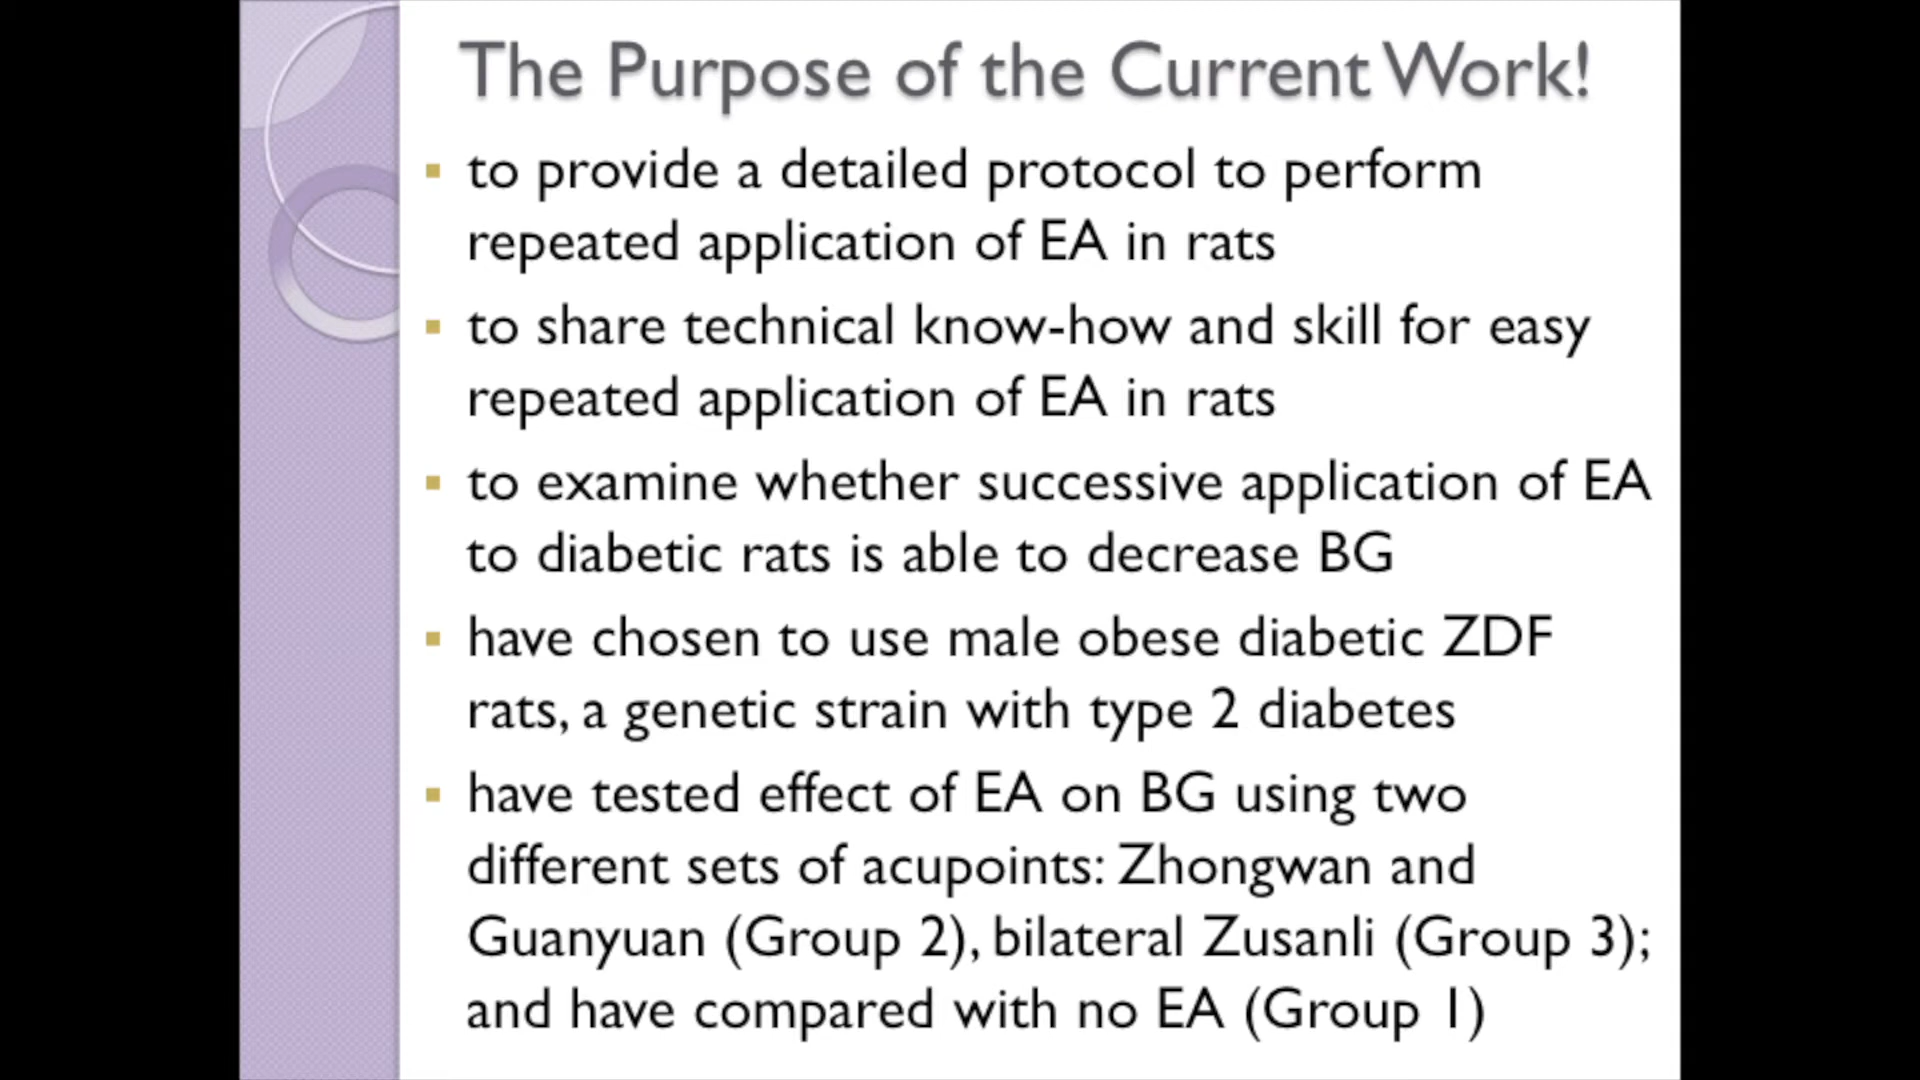 The Purpose of the Current Work!
▪ to provide a detailed protocol to perform
repeated application of EA in rats
▪ to share technical know-how and skill for easy
repeated application of EA in rats
▪ to examine whether successive application of EA
to diabetic rats is able to decrease BG
▪ have chosen to use male obese diabetic ZDF
rats, a genetic strain with type 2 diabetes
▪ have tested effect of EA on BG using two
different sets of acupoints: Zhongwan and
Guanyuan (Group 2), bilateral Zusanli (Group 3);
and have compared with no EA (Group 1)